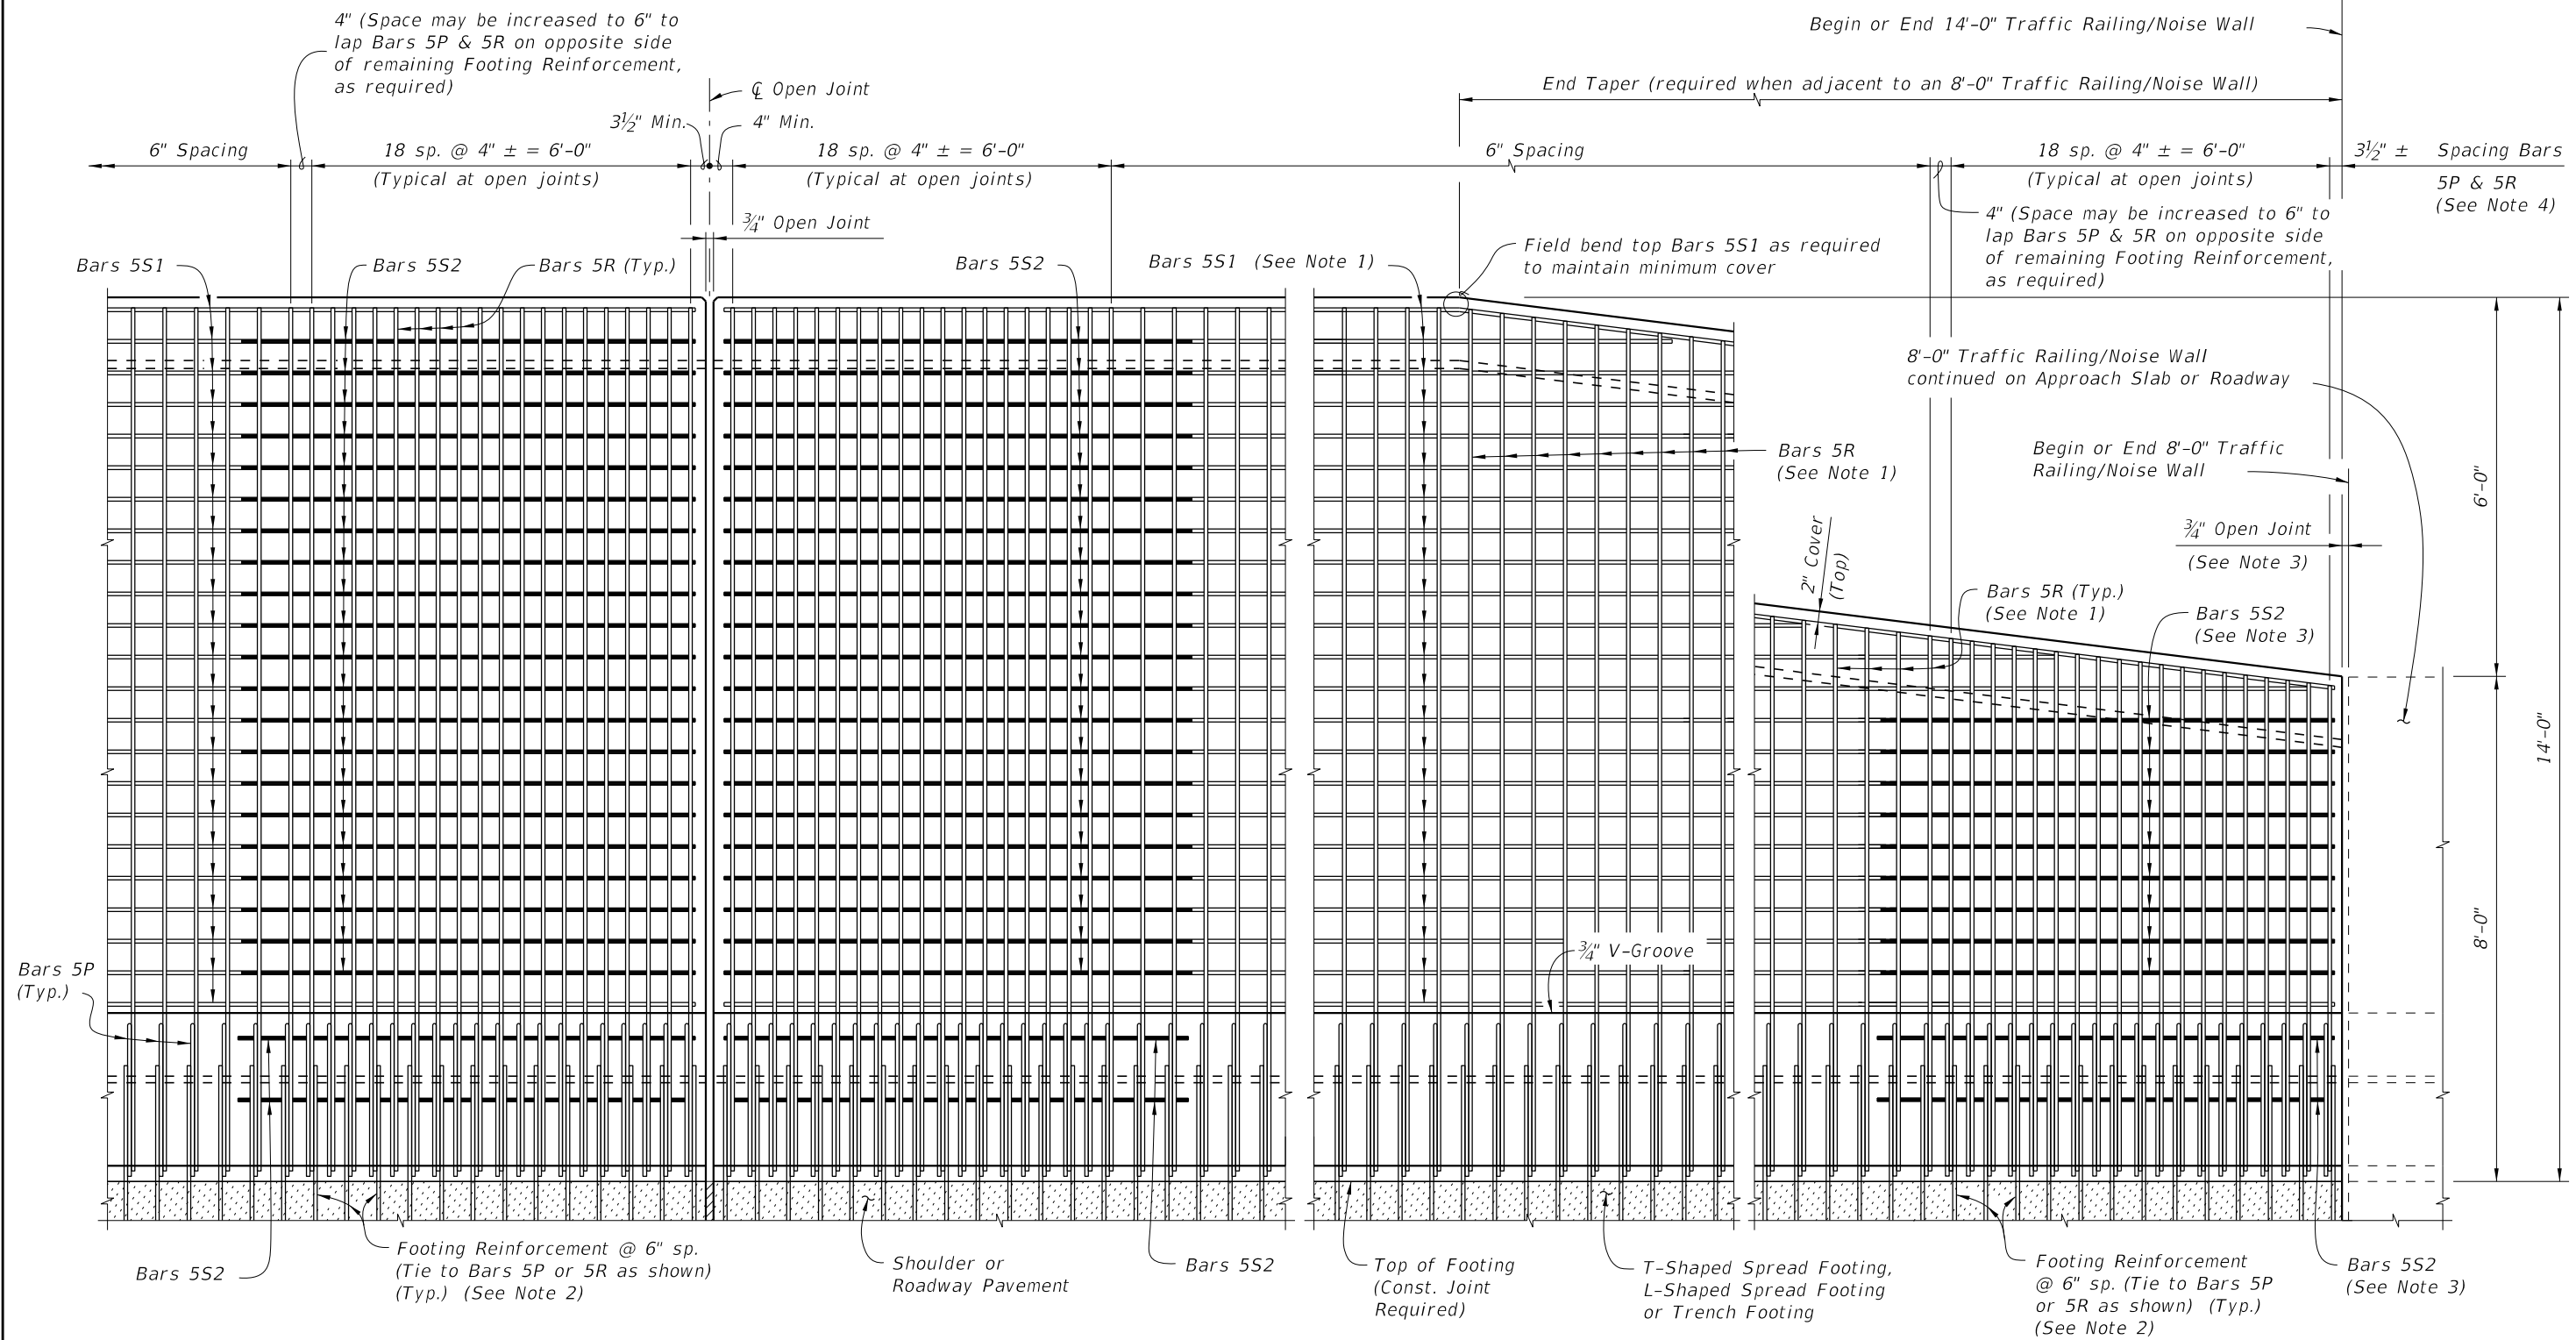 4" (Space may be increased to 6" to
lap Bars 5P & 5R on opposite side
of remaining Footing Reinforcement,
as required)
Begin or End 14'-0" Traffic Railing/Noise Wall
℄ Open Joint
End Taper (required when adjacent to an 8'-0" Traffic Railing/Noise Wall)
3½" Min.
4" Min.
6" Spacing
18 sp. @ 4" ± = 6'-0"
(Typical at open joints)
18 sp. @ 4" ± = 6'-0"
(Typical at open joints)
6" Spacing
18 sp. @ 4" ± = 6'-0"
(Typical at open joints)
3½" ± Spacing Bars
5P & 5R
(See Note 4)
¾" Open Joint
4" (Space may be increased to 6" to
lap Bars 5P & 5R on opposite side
of remaining Footing Reinforcement,
as required)
Bars 5S1
Bars 5S2
Bars 5R (Typ.)
Bars 5S2
Bars 5S1 (See Note 1)
Field bend top Bars 5S1 as required
to maintain minimum cover
8'-0" Traffic Railing/Noise Wall
continued on Approach Slab or Roadway
Bars 5R
(See Note 1)
Begin or End 8'-0" Traffic
Railing/Noise Wall
6'-0"
¾" Open Joint
(See Note 3)
2" Cover
(Top)
Bars 5R (Typ.)
(See Note 1)
Bars 5S2
(See Note 3)
14'-0"
8'-0"
¾" V-Groove
Bars 5P
(Typ.)
Bars 5S2
Footing Reinforcement @ 6" sp.
(Tie to Bars 5P or 5R as shown)
(Typ.) (See Note 2)
Shoulder or
Roadway Pavement
Bars 5S2
Top of Footing
(Const. Joint
Required)
T-Shaped Spread Footing,
L-Shaped Spread Footing
or Trench Footing
Footing Reinforcement
@ 6" sp. (Tie to Bars 5P
or 5R as shown) (Typ.)
(See Note 2)
Bars 5S2
(See Note 3)